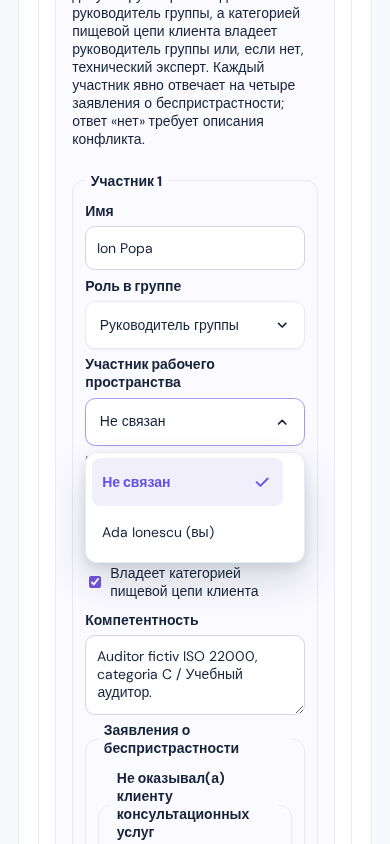 руководитель группы, а категорией
пищевой цепи клиента владеет
руководитель группы или, если нет,
технический эксперт. Каждый
участник явно отвечает на четыре
заявления о беспристрастности;
ответ «нет» требует описания
конфликта.
Участник 1
Имя
Ion Popa
Роль в группе
Руководитель группы
Участник рабочего
пространства
Не связан
Не связан
Ada Ionescu (вы)
Владеет категорией
пищевой цепи клиента
Компетентность
Auditor fictiv ISO 22000,
categoria C / Учебный
аудитор.
Заявления о
беспристрастности
Не оказывал(а)
клиенту
консультационных
услуг